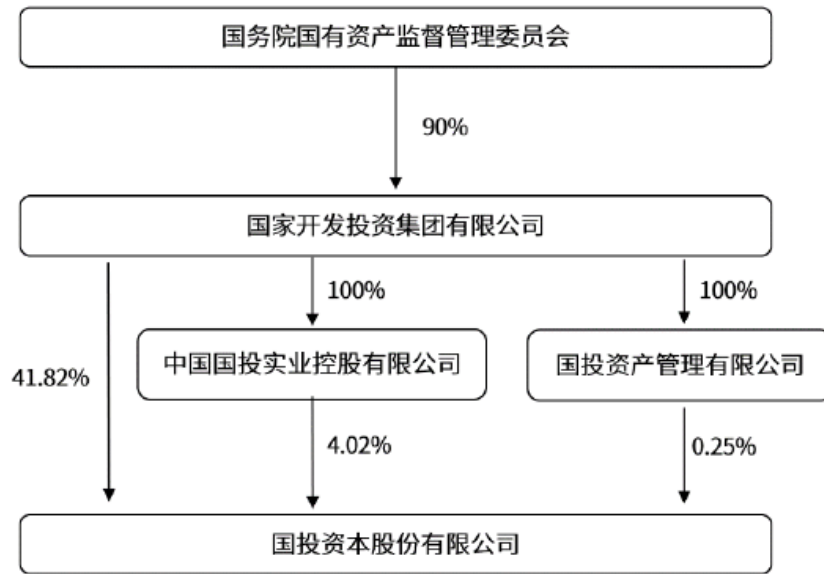 国务院国有资产监督管理委员会
90%
国家开发投资集团有限公司
100%
100%
中国国投实业控股有限公司
国投资产管理有限公司
41.82%
4.02%
0.25%
国投资本股份有限公司